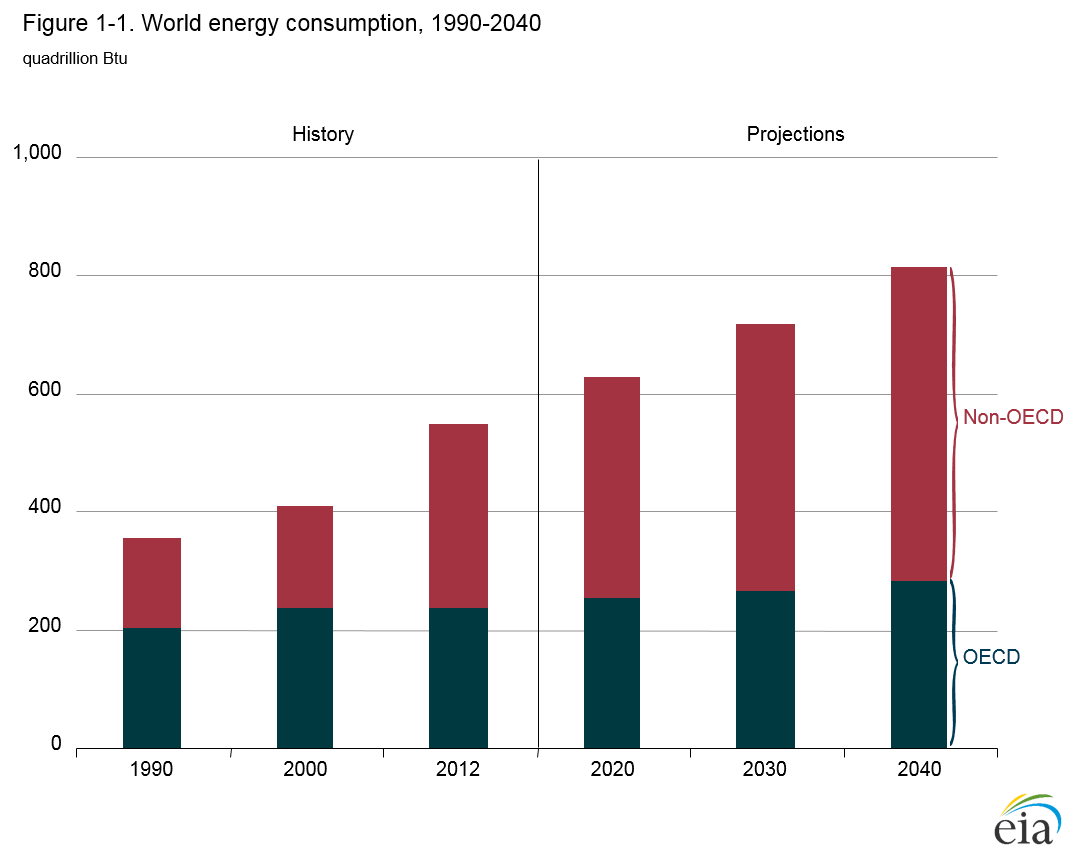 Figure 1-1. World energy consumption, 1990-2040
quadrillion Btu
History
Projections
1,000
800
600
Non-OECD
400
200
OECD
0
1990
2000
2012
2020
2030
2040
eia